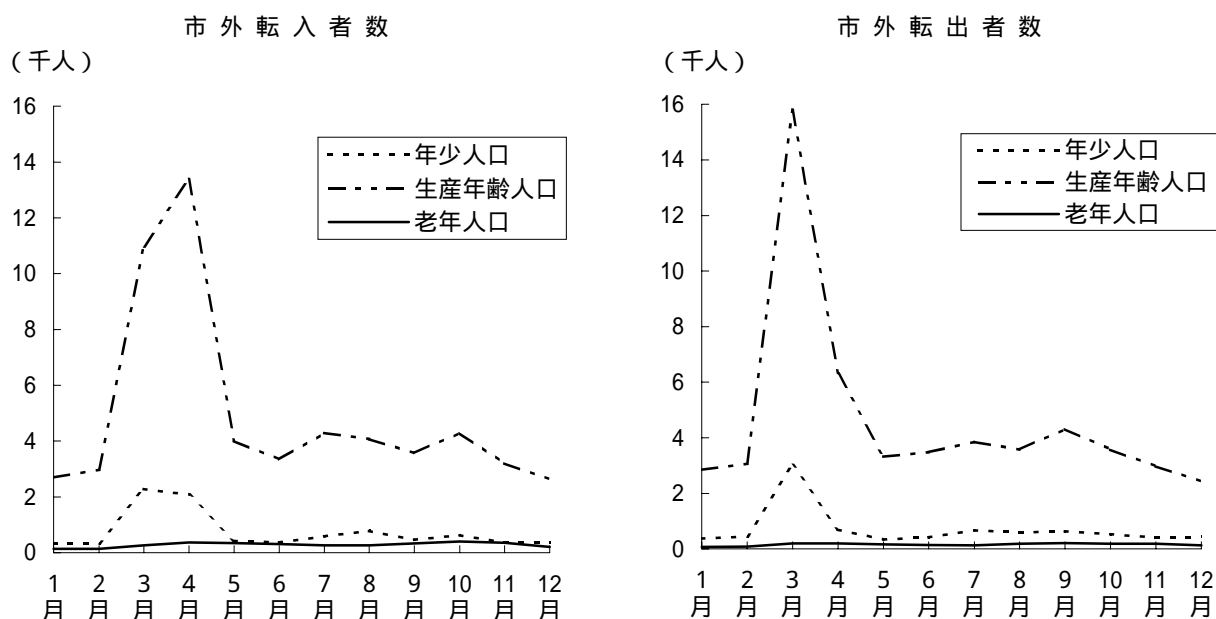 市外転入者数
(千人)
16
14
12
10
8
6
4
2
0
年少人口
生産年齢人口
老年人口
1月 2月 3月 4月 5月 6月 7月 8月 9月 10月 11月 12月
市外転出者数
(千人)
16
14
12
10
8
6
4
2
0
年少人口
生産年齢人口
老年人口
1月 2月 3月 4月 5月 6月 7月 8月 9月 10月 11月 12月